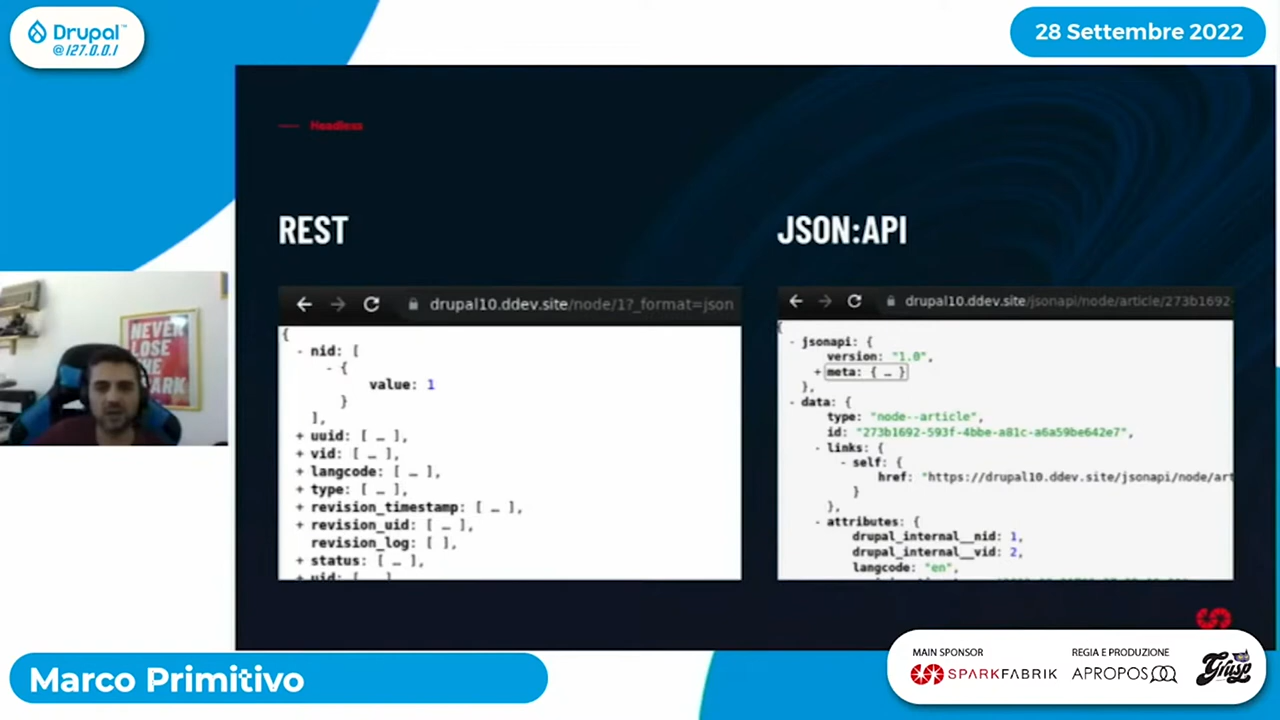 Drupal™
@127.0.0.1
28 Settembre 2022
Headless
REST
JSON:API
drupal10.ddev.site/node/1?_format=json
{
- nid: [
- {
value: 1
}
],
+ uuid: [ … ],
+ vid: [ … ],
+ langcode: [ … ],
+ type: [ … ],
+ revision_timestamp: [ … ],
+ revision_uid: [ … ],
revision_log: [ ],
+ status: [ … ],
+ uid: [ … ],
drupal10.ddev.site/jsonapi/node/article/273b1692-
{
- jsonapi: {
version: "1.0",
+ meta: { … }
},
- data: {
type: "node--article",
id: "273b1692-593f-4bbe-a81c-a6a59be642e7",
- links: {
- self: {
href: "https://drupal10.ddev.site/jsonapi/node/art
}
},
- attributes: {
drupal_internal__nid: 1,
drupal_internal__vid: 2,
langcode: "en",
NEVER
LOSE
THE
Marco Primitivo
MAIN SPONSOR
SPARKFABRIK
REGIA E PRODUZIONE
APROPOS
Grusp